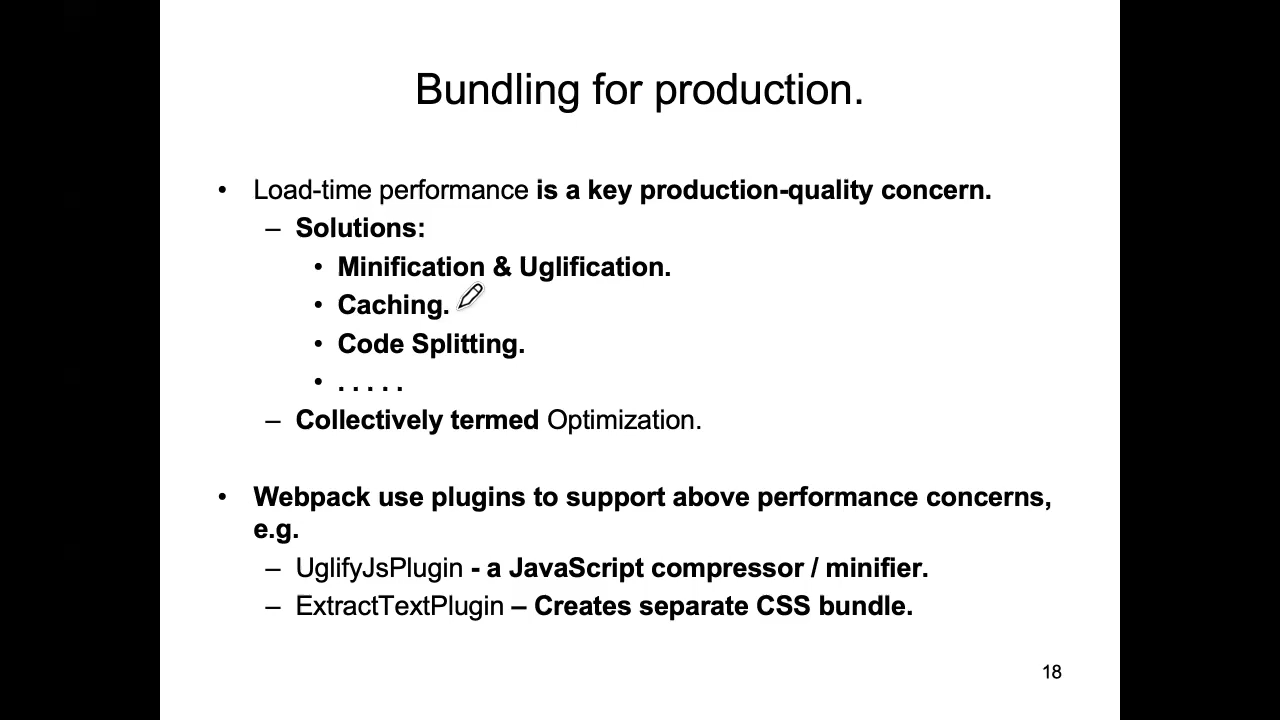 Bundling for production.
• Load-time performance is a key production-quality concern.
– Solutions:
• Minification & Uglification.
• Caching.
• Code Splitting.
• . . . . .
– Collectively termed Optimization.
• Webpack use plugins to support above performance concerns,
e.g.
– UglifyJsPlugin - a JavaScript compressor / minifier.
– ExtractTextPlugin – Creates separate CSS bundle.
18